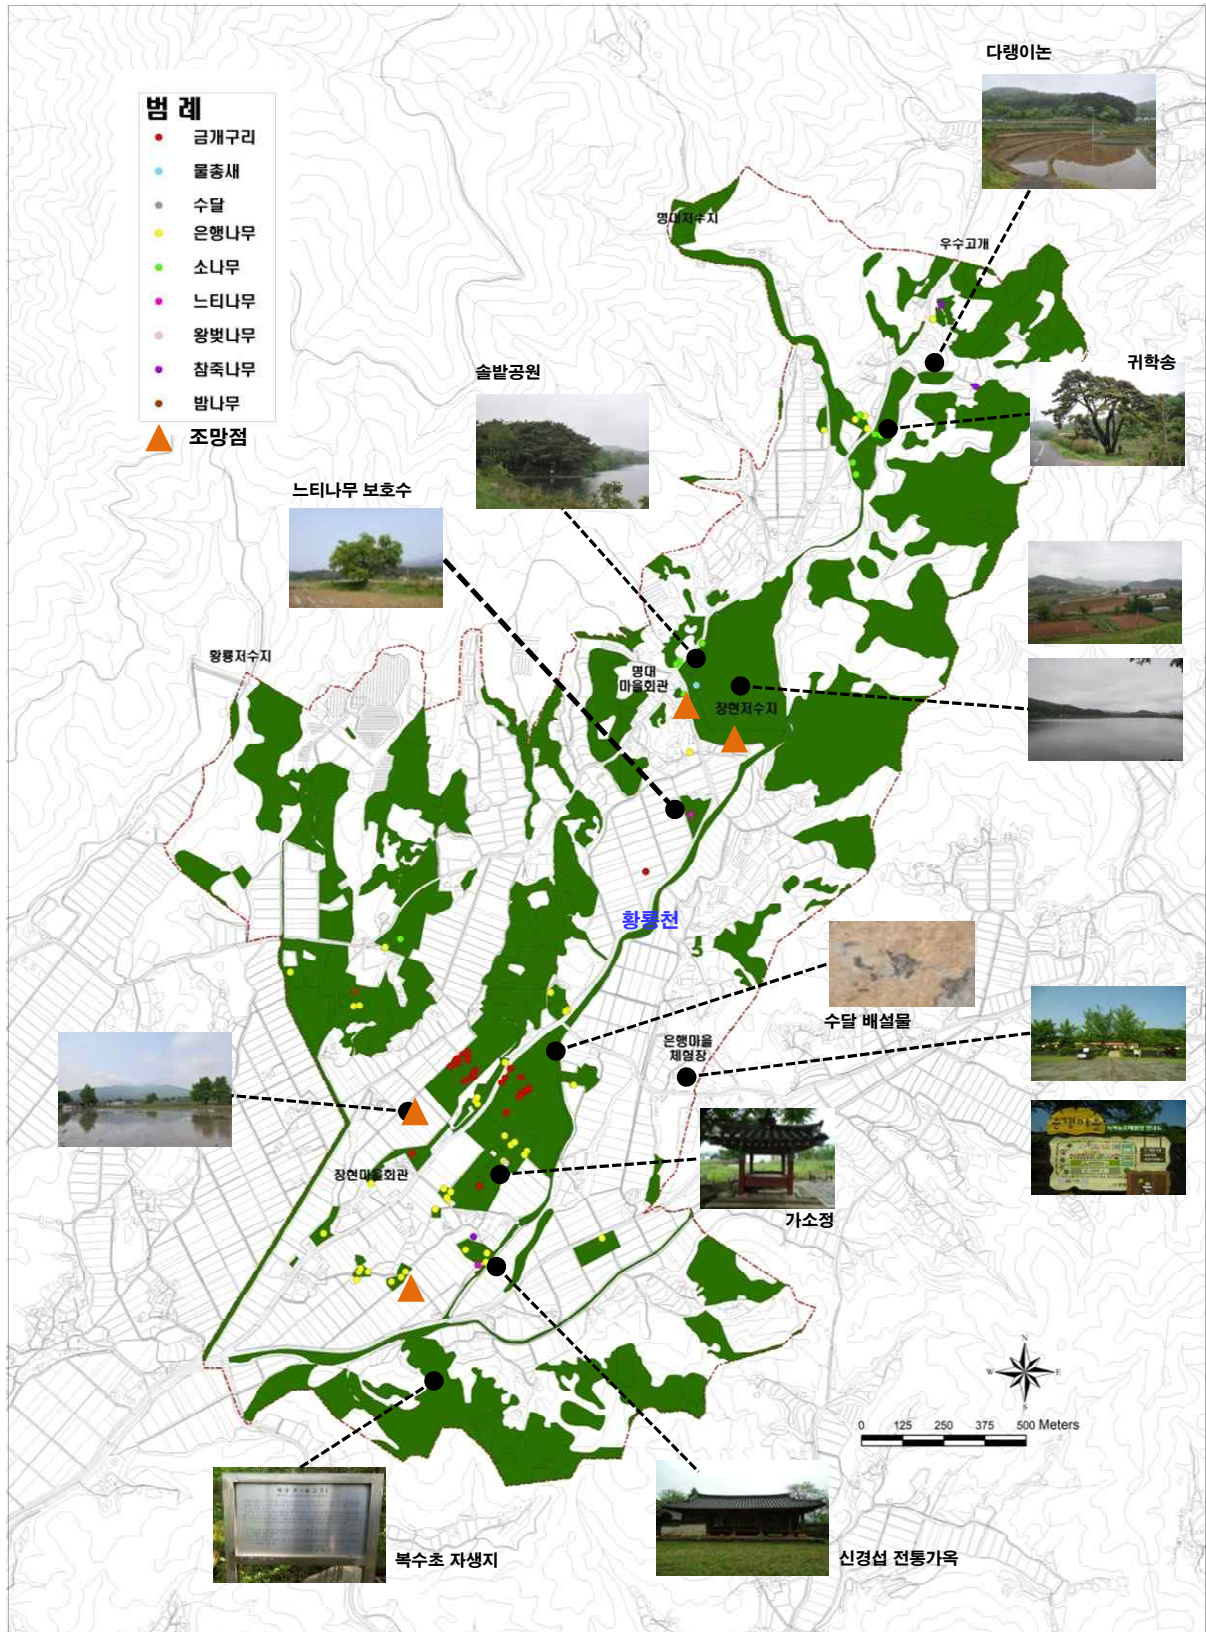 다랭이논
범 례
금개구리
물총새
수달
은행나무
소나무
느티나무
왕벚나무
참죽나무
밤나무
조망점
명대저수지
우수고개
귀학송
솔밭공원
느티나무 보호수
황룡저수지
명대
마을회관
장현저수지
황룡천
수달 배설물
은행마을
체험장
은행마을
장현마을회관
가소정
N
W
E
S
0 125 250 375 500 Meters
복수초 자생지
신경섭 전통가옥